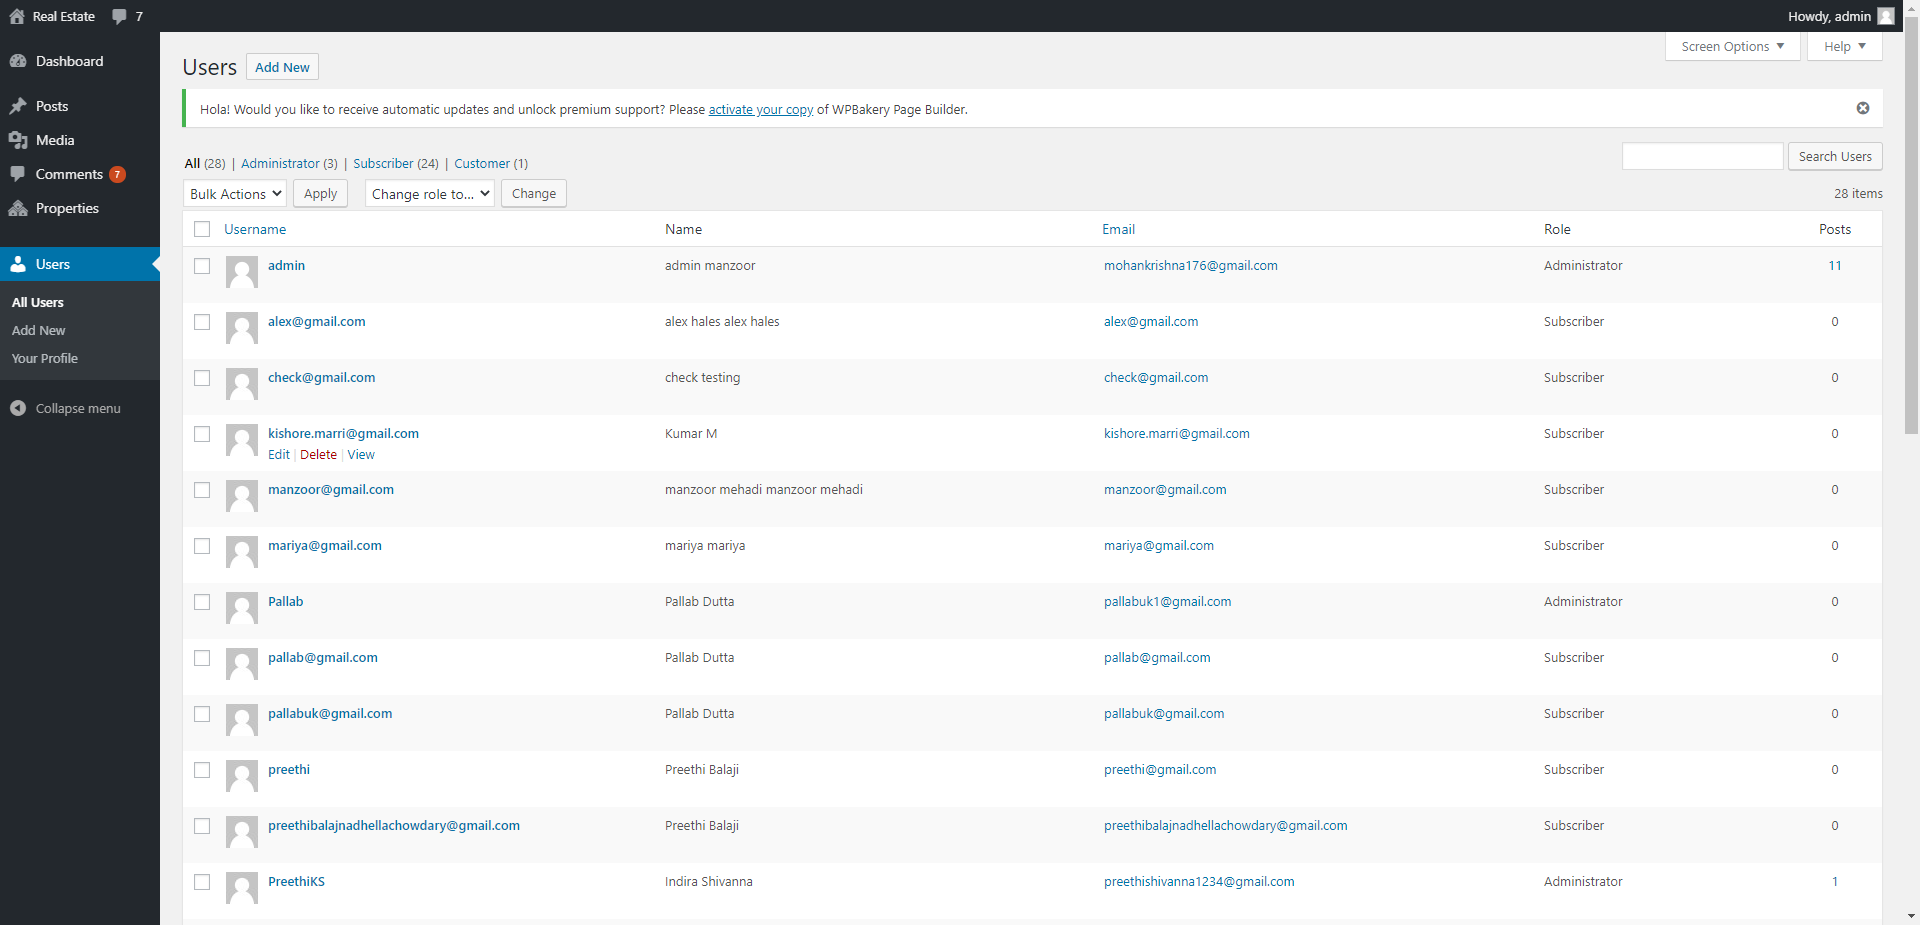 Real Estate 7 Howdy, admin
Dashboard
Posts
Media
Comments 7
Properties
Users
All Users
Add New
Your Profile
Collapse menu
Screen Options Help
Users Add New
Hola! Would you like to receive automatic updates and unlock premium support? Please activate your copy of WPBakery Page Builder.
All (28) | Administrator (3) | Subscriber (24) | Customer (1)
Search Users
Bulk Actions Apply Change role to... Change 28 items
Username Name Email Role Posts
admin admin manzoor mohankrishna176@gmail.com Administrator 11
alex@gmail.com alex hales alex hales alex@gmail.com Subscriber 0
check@gmail.com check testing check@gmail.com Subscriber 0
kishore.marri@gmail.com Kumar M kishore.marri@gmail.com Subscriber 0
Edit | Delete | View
manzoor@gmail.com manzoor mehadi manzoor mehadi manzoor@gmail.com Subscriber 0
mariya@gmail.com mariya mariya mariya@gmail.com Subscriber 0
Pallab Pallab Dutta pallabuk1@gmail.com Administrator 0
pallab@gmail.com Pallab Dutta pallab@gmail.com Subscriber 0
pallabuk@gmail.com Pallab Dutta pallabuk@gmail.com Subscriber 0
preethi Preethi Balaji preethi@gmail.com Subscriber 0
preethibalajnadhellachowdary@gmail.com Preethi Balaji preethibalajnadhellachowdary@gmail.com Subscriber 0
PreethiKS Indira Shivanna preethishivanna1234@gmail.com Administrator 1